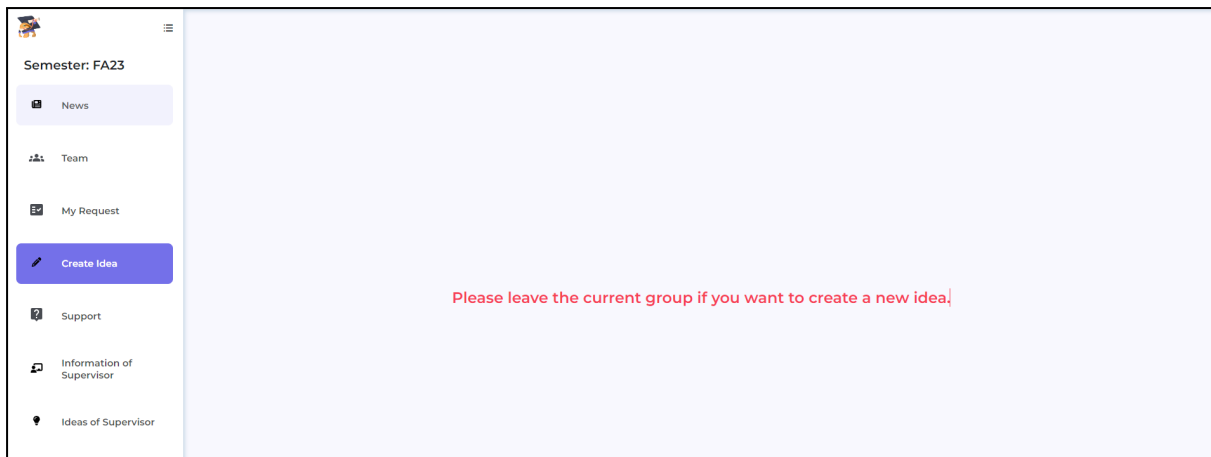 Semester: FA23
News
Team
My Request
Create Idea
Support
Information of
Supervisor
Ideas of Supervisor
Please leave the current group if you want to create a new idea.